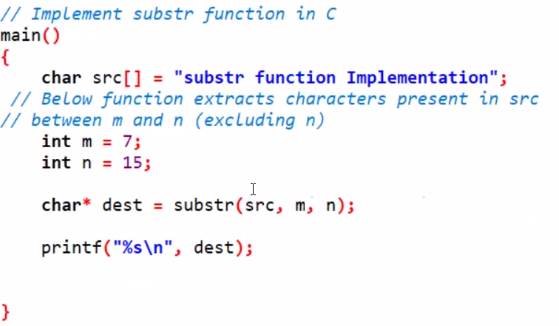 // Implement substr function in C
main()
{
char src[] = "substr function Implementation";
// Below function extracts characters present in src
// between m and n (excluding n)
int m = 7;
int n = 15;
char* dest = substr(src, m, n);
printf("%s\n", dest);
}